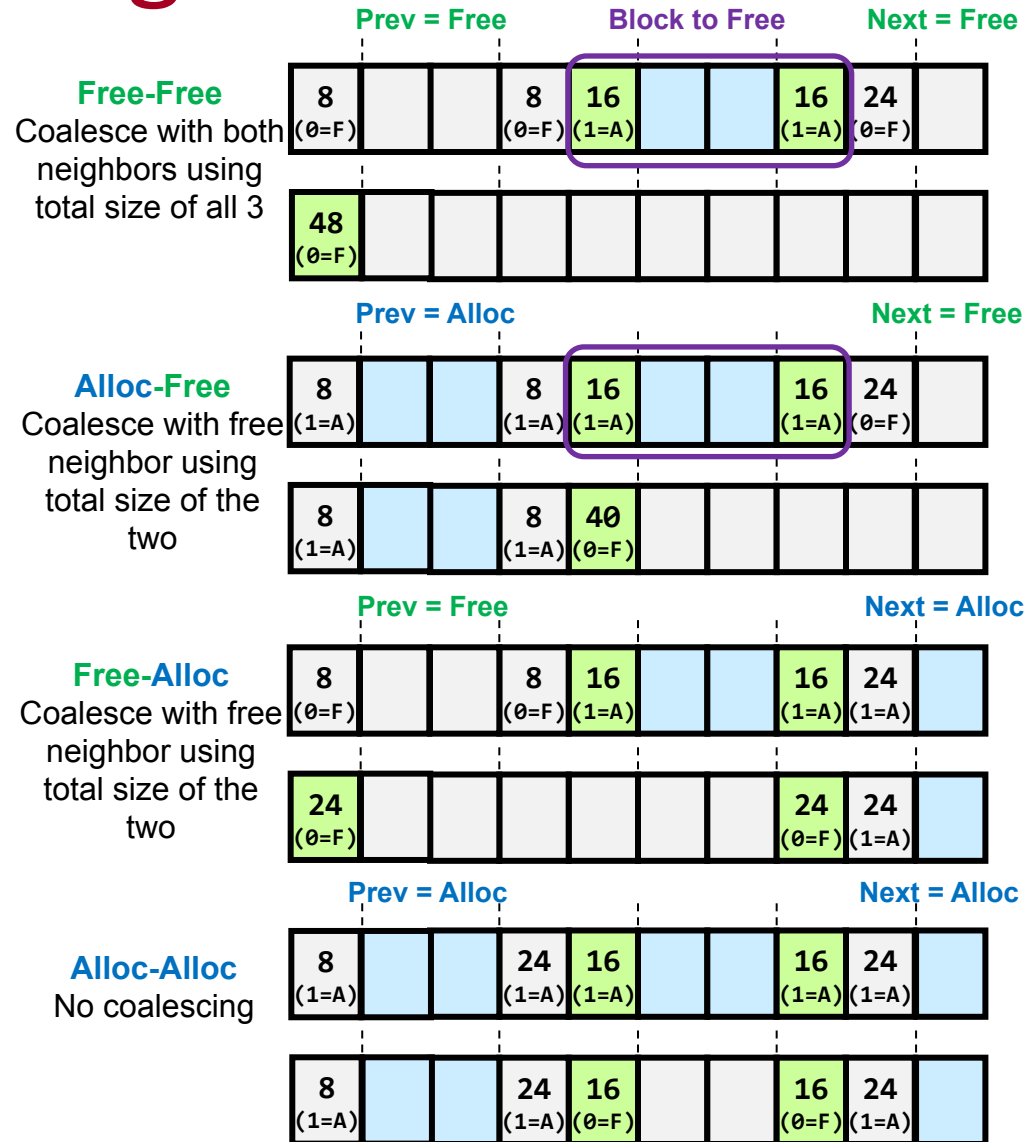 g
Prev = Free Block to Free Next = Free
Free-Free
Coalesce with both
neighbors using
total size of all 3
8 8 16 16 24
(0=F) (0=F) (1=A) (1=A) (0=F)
48
(0=F)
Prev = Alloc Next = Free
Alloc-Free
Coalesce with free
neighbor using
total size of the
two
8 8 16 16 24
(1=A) (1=A) (1=A) (1=A) (0=F)
8 8 40
(1=A) (1=A) (0=F)
Prev = Free Next = Alloc
Free-Alloc
Coalesce with free
neighbor using
total size of the
two
8 8 16 16 24
(0=F) (0=F) (1=A) (1=A) (1=A)
24 24 24
(0=F) (0=F) (1=A)
Prev = Alloc Next = Alloc
Alloc-Alloc
No coalescing
8 24 16 16 24
(1=A) (1=A) (1=A) (1=A) (1=A)
8 24 16 16 24
(1=A) (1=A) (0=F) (0=F) (1=A)